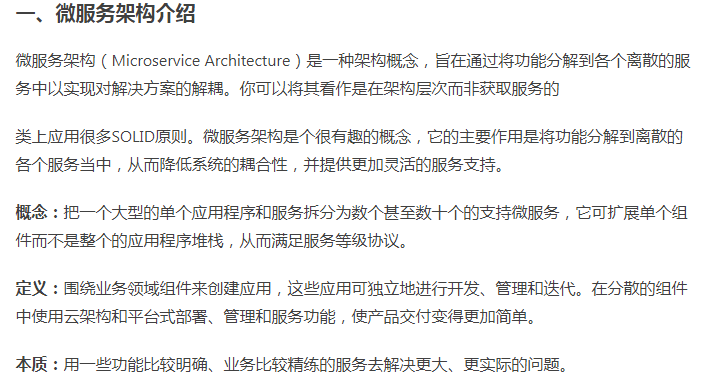 一、微服务架构介绍
微服务架构（Microservice Architecture）是一种架构概念，旨在通过将功能分解到各个离散的服
务中以实现对解决方案的解耦。你可以将其看作是在架构层次而非获取服务的
类上应用很多SOLID原则。微服务架构是个很有趣的概念，它的主要作用是将功能分解到离散的
各个服务当中，从而降低系统的耦合性，并提供更加灵活的服务支持。
概念：把一个大型的单个应用程序和服务拆分为数个甚至数十个的支持微服务，它可扩展单个组
件而不是整个的应用程序堆栈，从而满足服务等级协议。
定义：围绕业务领域组件来创建应用，这些应用可独立地进行开发、管理和迭代。在分散的组件
中使用云架构和平台式部署、管理和服务功能，使产品交付变得更加简单。
本质：用一些功能比较明确、业务比较精练的服务去解决更大、更实际的问题。